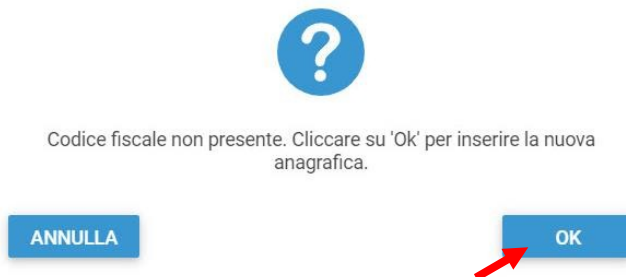 ?
Codice fiscale non presente. Cliccare su 'Ok' per inserire la nuova
anagrafica.
ANNULLA
OK